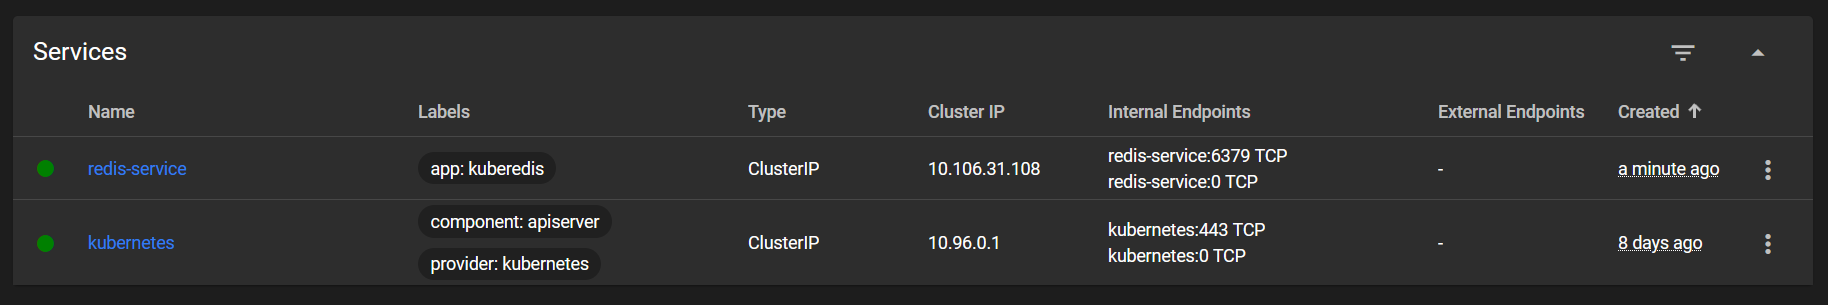 Services
Name Labels Type Cluster IP Internal Endpoints External Endpoints Created
redis-service app: kuberedis ClusterIP 10.106.31.108 redis-service:6379 TCP - a minute ago
redis-service:0 TCP
component: apiserver
kubernetes ClusterIP 10.96.0.1 kubernetes:443 TCP - 8 days ago
provider: kubernetes kubernetes:0 TCP